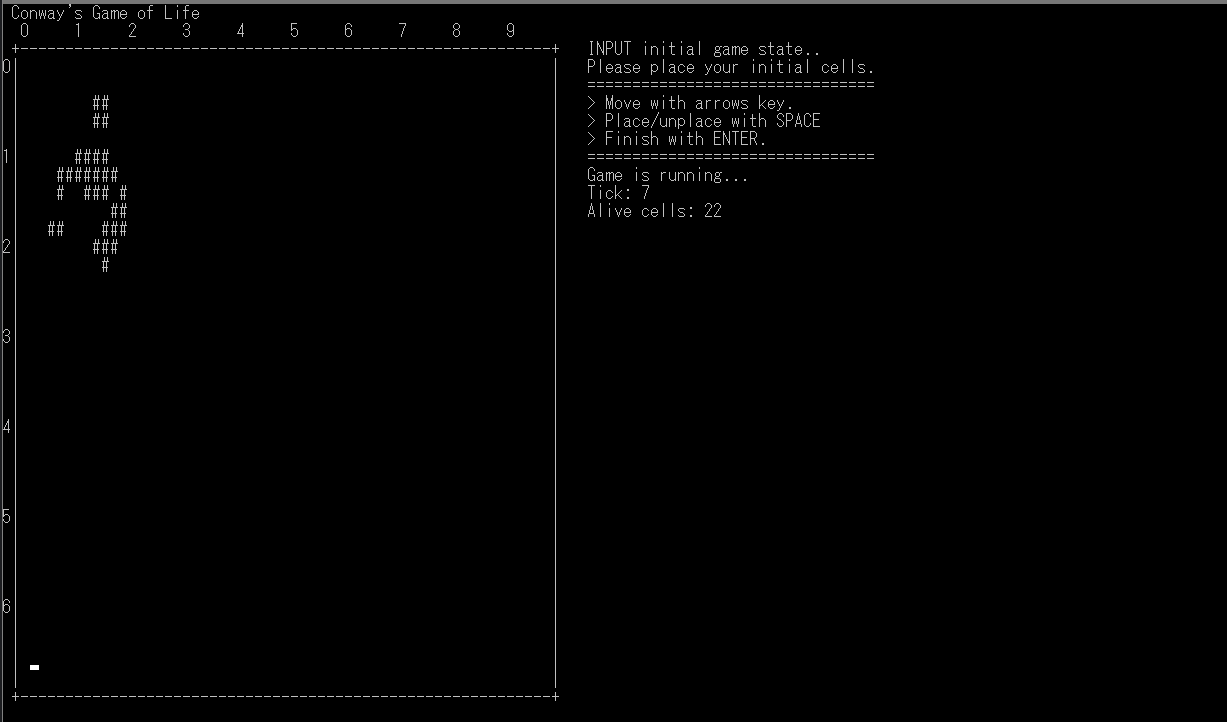 Conway's Game of Life
0     1     2     3     4     5     6     7     8     9
+-----------------------------------------------------------+
0
##
##
1      ####
#######
#  ### #
##
##    ###
2        ###
#
3
4
5
6
+-----------------------------------------------------------+
INPUT initial game state..
Please place your initial cells.
================================
> Move with arrows key.
> Place/unplace with SPACE
> Finish with ENTER.
================================
Game is running...
Tick: 7
Alive cells: 22